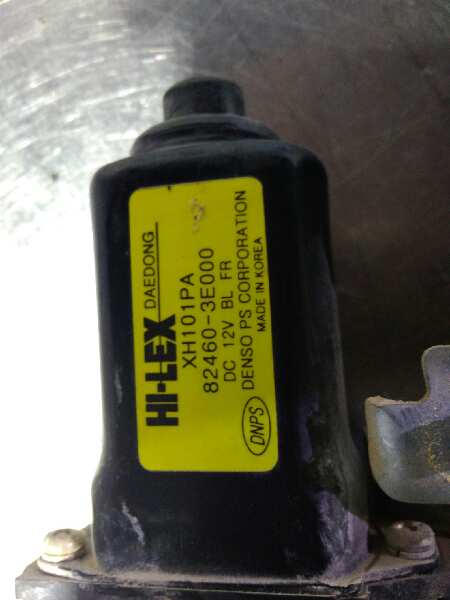 HI-LEX DAEDONG
XH101PA
82460-3E000
DC 12V BL FR
DENSO PS CORPORATION
MADE IN KOREA
DNPS